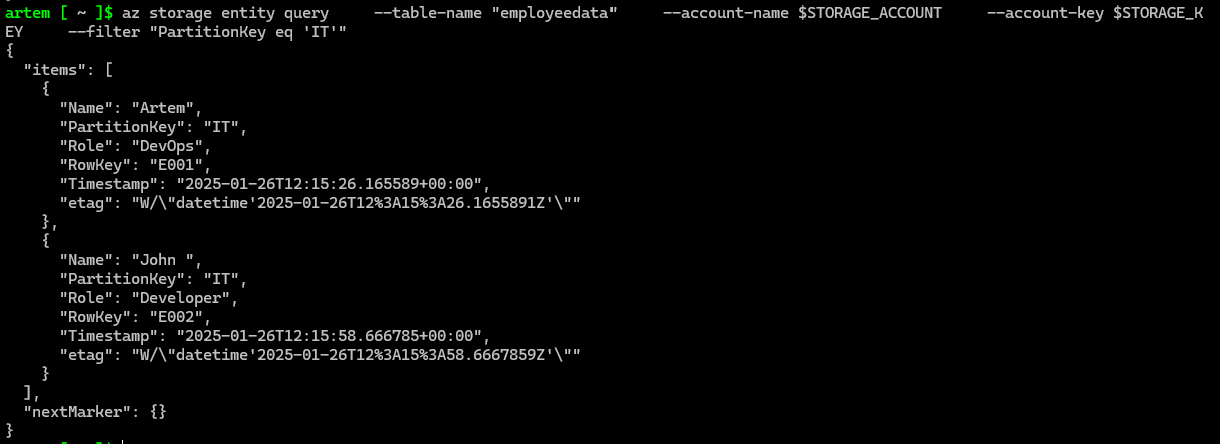 artem [ ~ ]$ az storage entity query     --table-name "employeedata"     --account-name $STORAGE_ACCOUNT     --account-key $STORAGE_K
EY     --filter "PartitionKey eq 'IT'"
{
  "items": [
    {
      "Name": "Artem",
      "PartitionKey": "IT",
      "Role": "DevOps",
      "RowKey": "E001",
      "Timestamp": "2025-01-26T12:15:26.165589+00:00",
      "etag": "W/\"datetime'2025-01-26T12%3A15%3A26.1655891Z'\""
    },
    {
      "Name": "John ",
      "PartitionKey": "IT",
      "Role": "Developer",
      "RowKey": "E002",
      "Timestamp": "2025-01-26T12:15:58.666785+00:00",
      "etag": "W/\"datetime'2025-01-26T12%3A15%3A58.6667859Z'\""
    }
  ],
  "nextMarker": {}
}